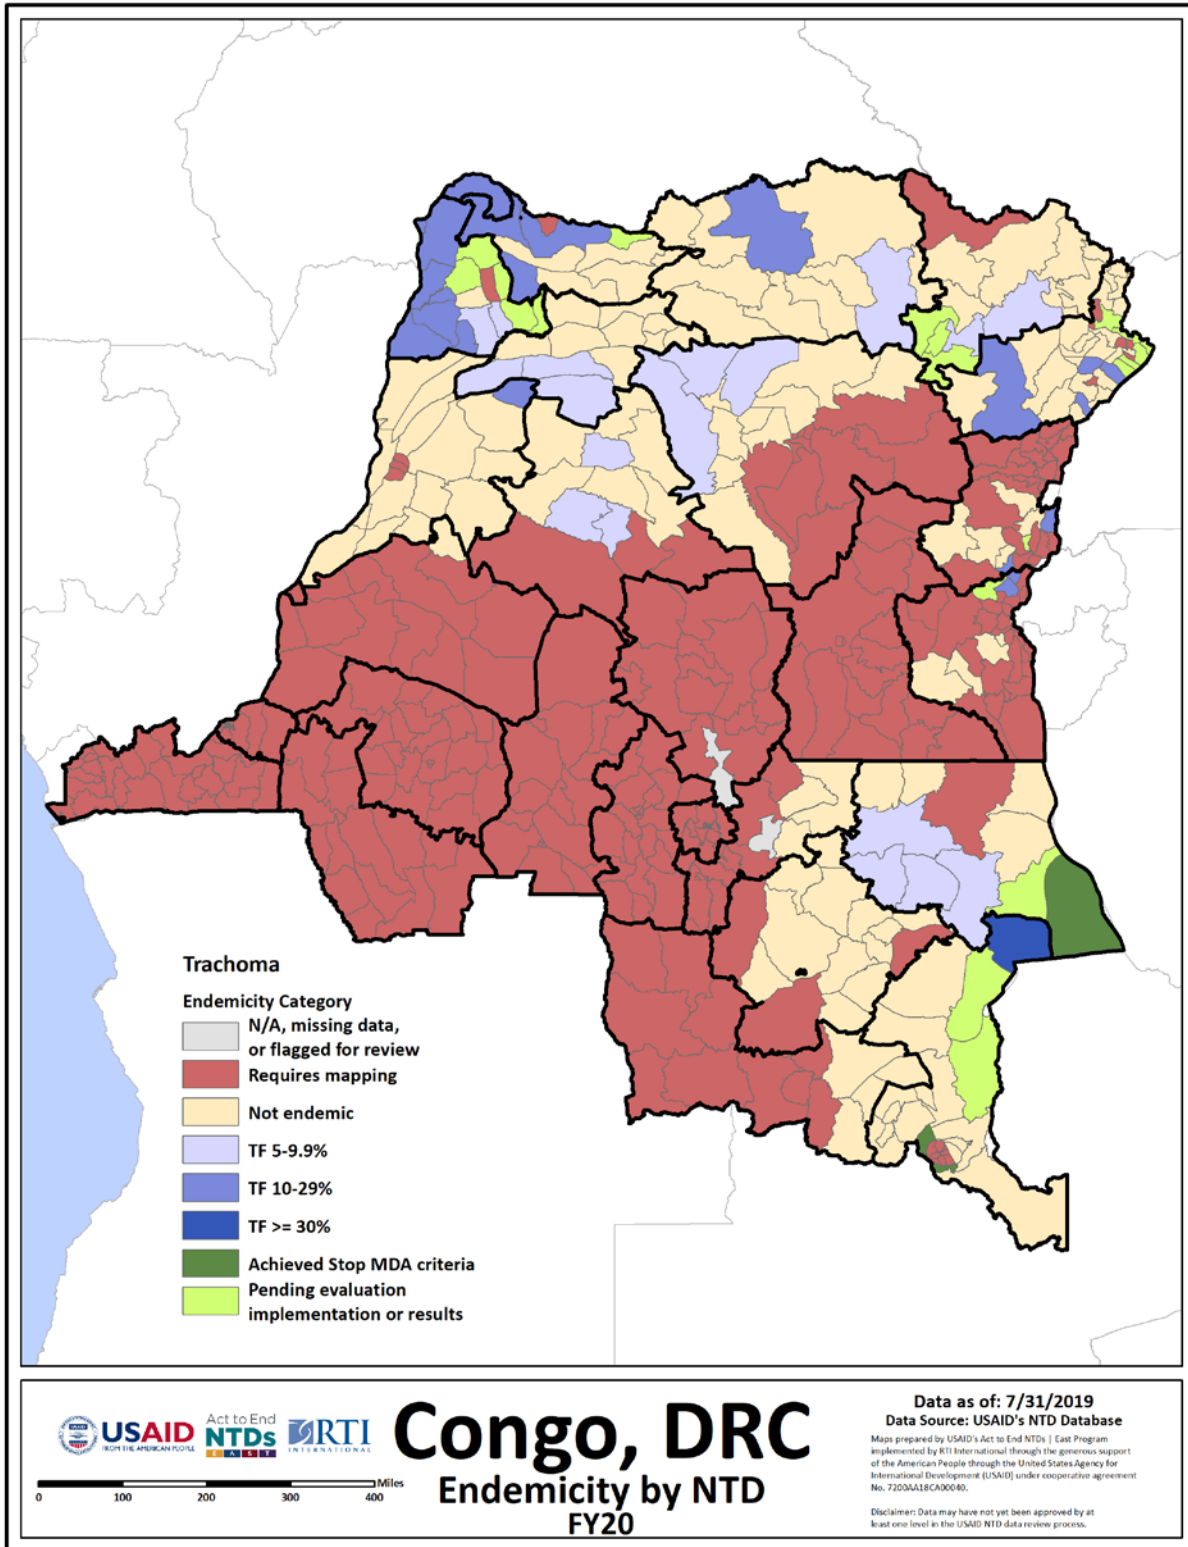 Trachoma
Endemicity Category
N/A, missing data,
or flagged for review
Requires mapping
Not endemic
TF 5-9.9%
TF 10-29%
TF >= 30%
Achieved Stop MDA criteria
Pending evaluation
implementation or results
USAID
FROM THE AMERICAN PEOPLE
Act to End
NTDs
EAST
RTI
INTERNATIONAL
Miles
0 100 200 300 400
Congo, DRC
Endemicity by NTD
FY20
Data as of: 7/31/2019
Data Source: USAID's NTD Database
Maps prepared by USAID's Act to End NTDs | East Program
implemented by RTI International through the generous support
of the American People through the United States Agency for
International Development (USAID) under cooperative agreement
No. 7200AA18CA00040.
Disclaimer: Data may have not yet been approved by at
least one level in the USAID NTD data review process.